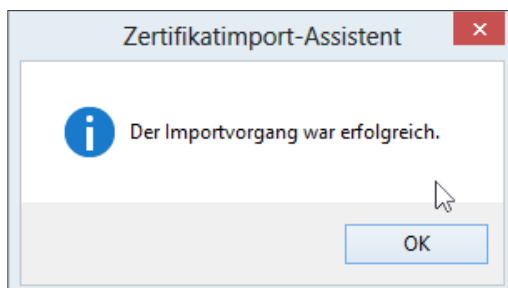 Zertifikatimport-Assistent
Der Importvorgang war erfolgreich.
OK